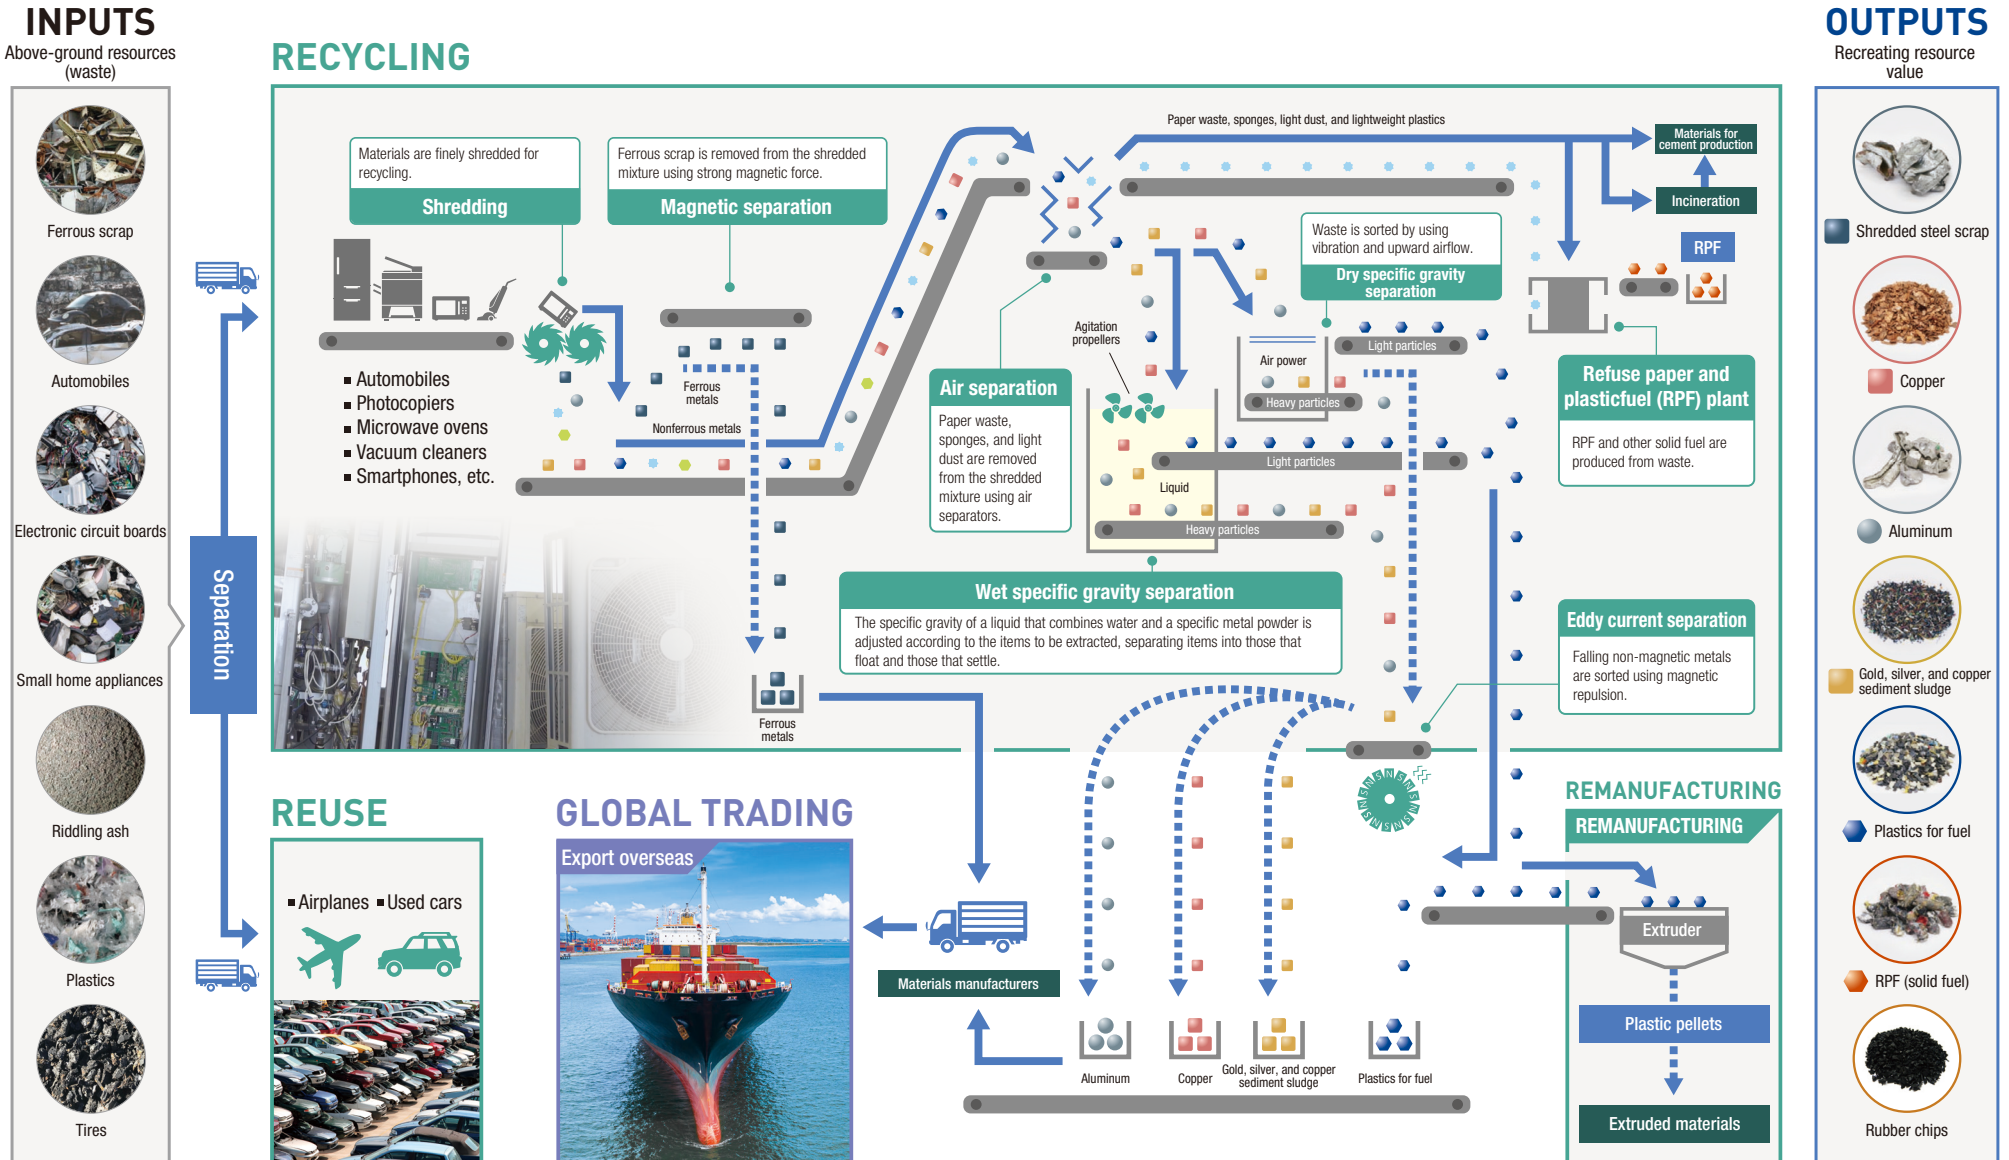 INPUTS
Above-ground resources
(waste)
Ferrous scrap
Automobiles
Electronic circuit boards
Small home appliances
Riddling ash
Plastics
Tires
Separation
RECYCLING
Materials are finely shredded for
recycling.
Shredding
Ferrous scrap is removed from the shredded
mixture using strong magnetic force.
Magnetic separation
▪ Automobiles
▪ Photocopiers
▪ Microwave ovens
▪ Vacuum cleaners
▪ Smartphones, etc.
Ferrous
metals
Nonferrous metals
Ferrous
metals
Paper waste, sponges, light dust, and lightweight plastics
Materials for
cement production
Incineration
RPF
Waste is sorted by using
vibration and upward airflow.
Dry specific gravity
separation
Agitation
propellers
Air power
Light particles
Heavy particles
Air separation
Paper waste,
sponges, and light
dust are removed
from the shredded
mixture using air
separators.
Light particles
Liquid
Heavy particles
Refuse paper and
plasticfuel (RPF) plant
RPF and other solid fuel are
produced from waste.
Wet specific gravity separation
The specific gravity of a liquid that combines water and a specific metal powder is
adjusted according to the items to be extracted, separating items into those that
float and those that settle.
Eddy current separation
Falling non-magnetic metals
are sorted using magnetic
repulsion.
REUSE
▪ Airplanes ▪ Used cars
GLOBAL TRADING
Export overseas
Materials manufacturers
Aluminum
Copper
Gold, silver, and copper
sediment sludge
Plastics for fuel
REMANUFACTURING
REMANUFACTURING
Extruder
Plastic pellets
Extruded materials
OUTPUTS
Recreating resource
value
Shredded steel scrap
Copper
Aluminum
Gold, silver, and copper
sediment sludge
Plastics for fuel
RPF (solid fuel)
Rubber chips